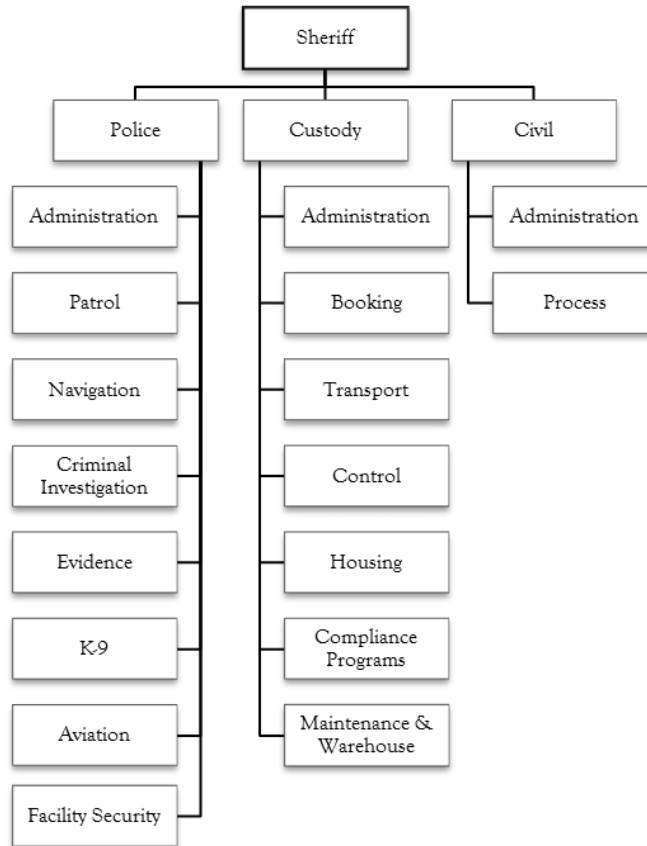 Sheriff
Police
Custody
Civil
Administration
Administration
Administration
Patrol
Booking
Process
Navigation
Transport
Criminal
Investigation
Control
Evidence
Housing
K-9
Compliance
Programs
Aviation
Maintenance &
Warehouse
Facility Security